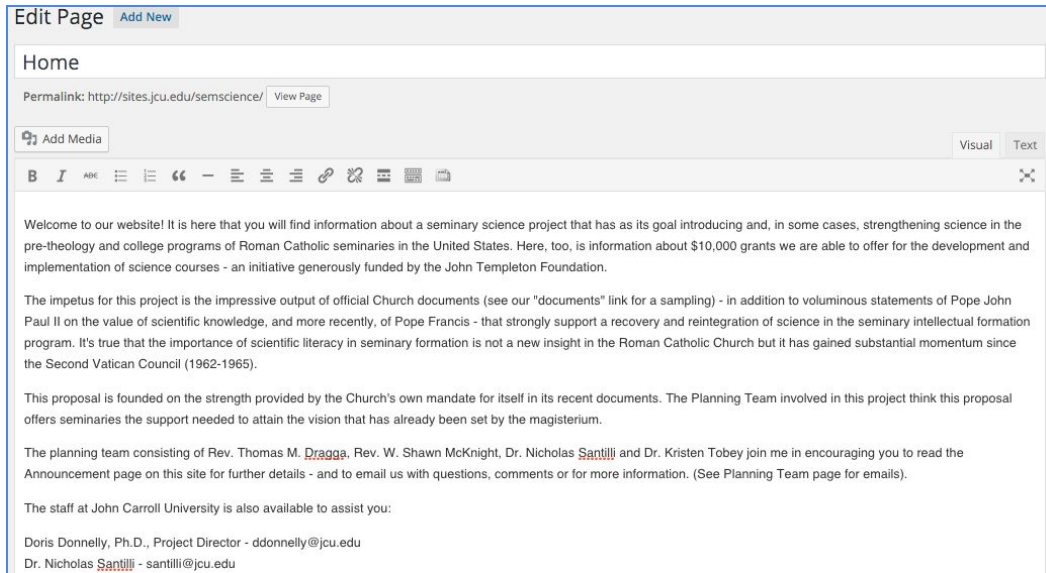 Edit Page Add New
Home
Permalink: http://sites.jcu.edu/semscience/ View Page
Add Media
Visual Text
B I ABC
Welcome to our website! It is here that you will find information about a seminary science project that has as its goal introducing and, in some cases, strengthening science in the
pre-theology and college programs of Roman Catholic seminaries in the United States. Here, too, is information about $10,000 grants we are able to offer for the development and
implementation of science courses - an initiative generously funded by the John Templeton Foundation.
The impetus for this project is the impressive output of official Church documents (see our "documents" link for a sampling) - in addition to voluminous statements of Pope John
Paul II on the value of scientific knowledge, and more recently, of Pope Francis - that strongly support a recovery and reintegration of science in the seminary intellectual formation
program. It's true that the importance of scientific literacy in seminary formation is not a new insight in the Roman Catholic Church but it has gained substantial momentum since
the Second Vatican Council (1962-1965).
This proposal is founded on the strength provided by the Church's own mandate for itself in its recent documents. The Planning Team involved in this project think this proposal
offers seminaries the support needed to attain the vision that has already been set by the magisterium.
The planning team consisting of Rev. Thomas M. Dragga, Rev. W. Shawn McKnight, Dr. Nicholas Santilli and Dr. Kristen Tobey join me in encouraging you to read the
Announcement page on this site for further details - and to email us with questions, comments or for more information. (See Planning Team page for emails).
The staff at John Carroll University is also available to assist you:
Doris Donnelly, Ph.D., Project Director - ddonnelly@jcu.edu
Dr. Nicholas Santilli - santilli@jcu.edu